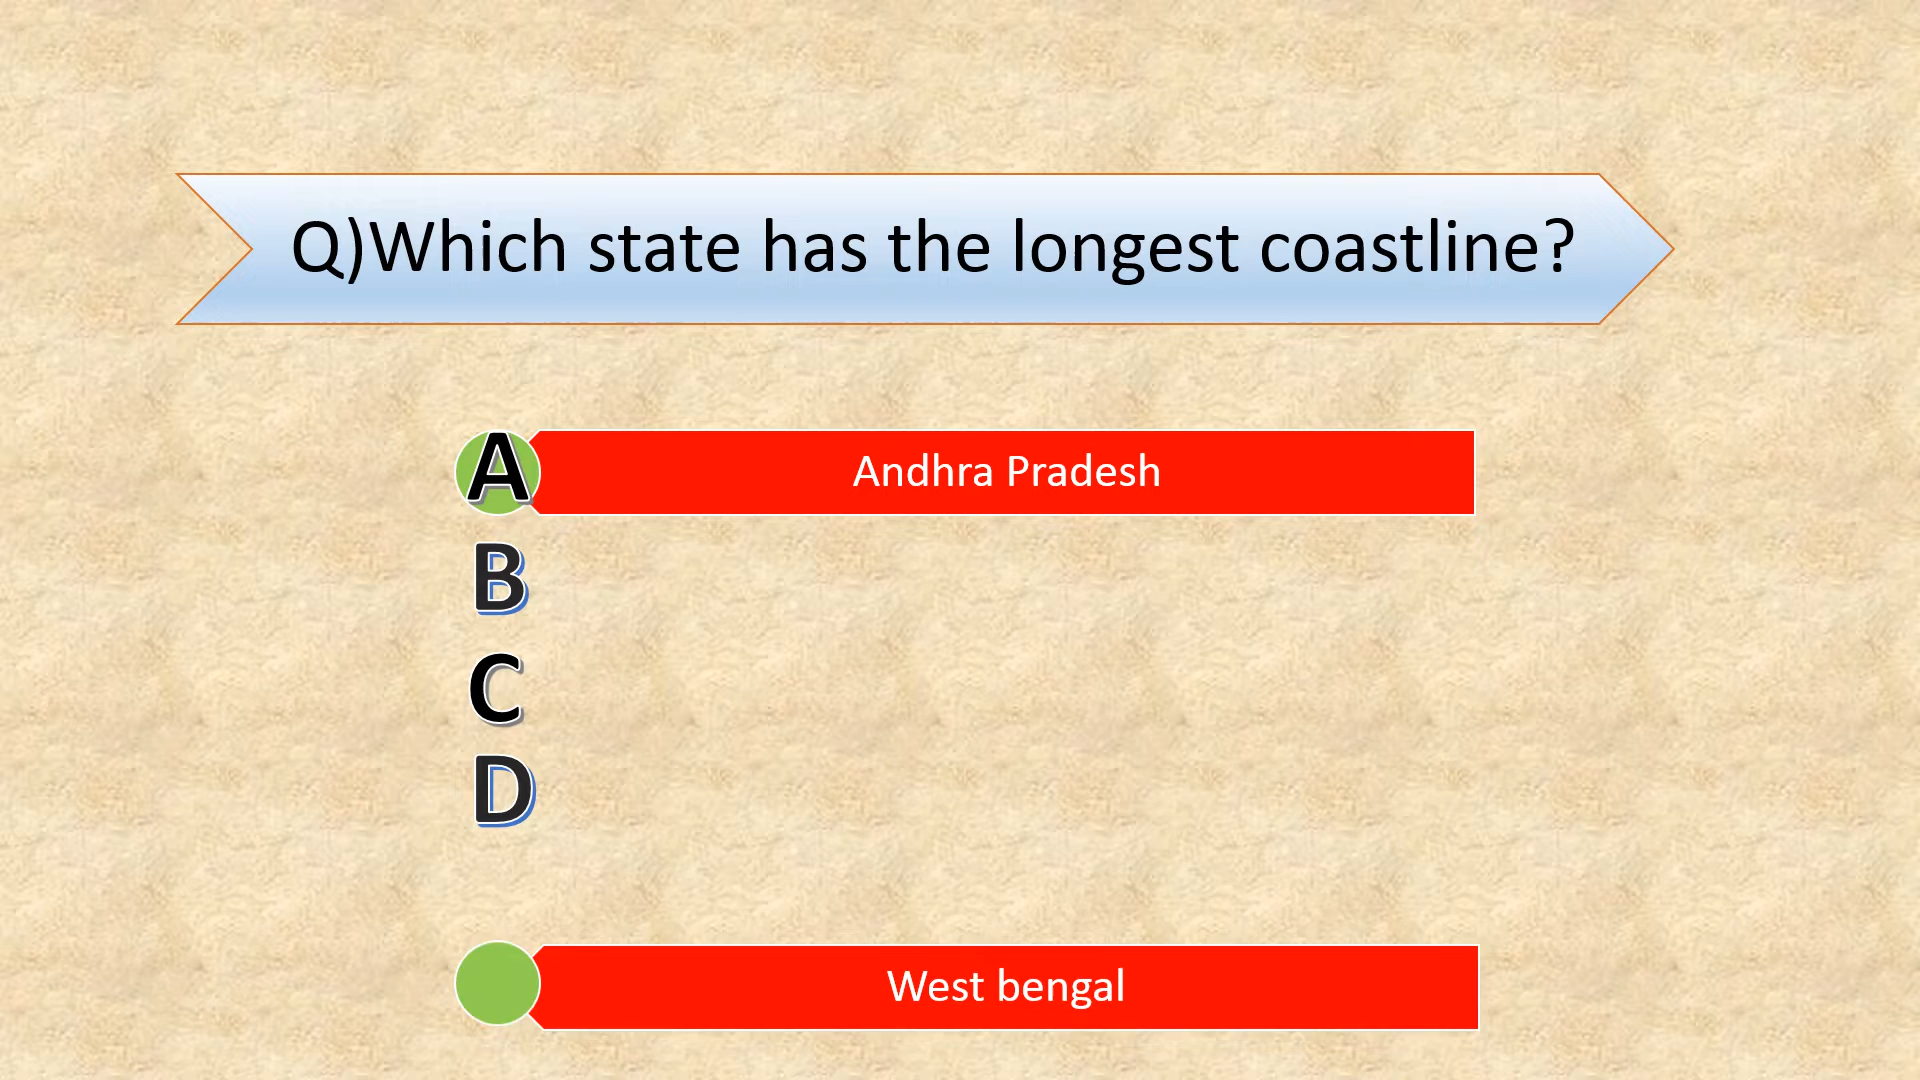 Q)Which state has the longest coastline?
A Andhra Pradesh
B
C
D
West bengal